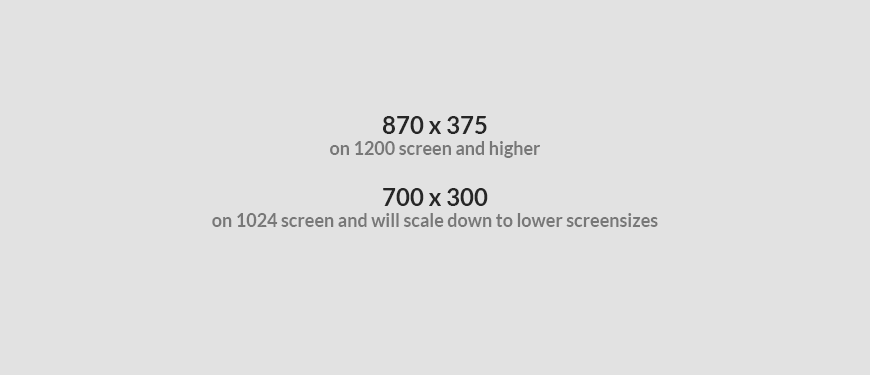 870 x 375
on 1200 screen and higher
700 x 300
on 1024 screen and will scale down to lower screensizes